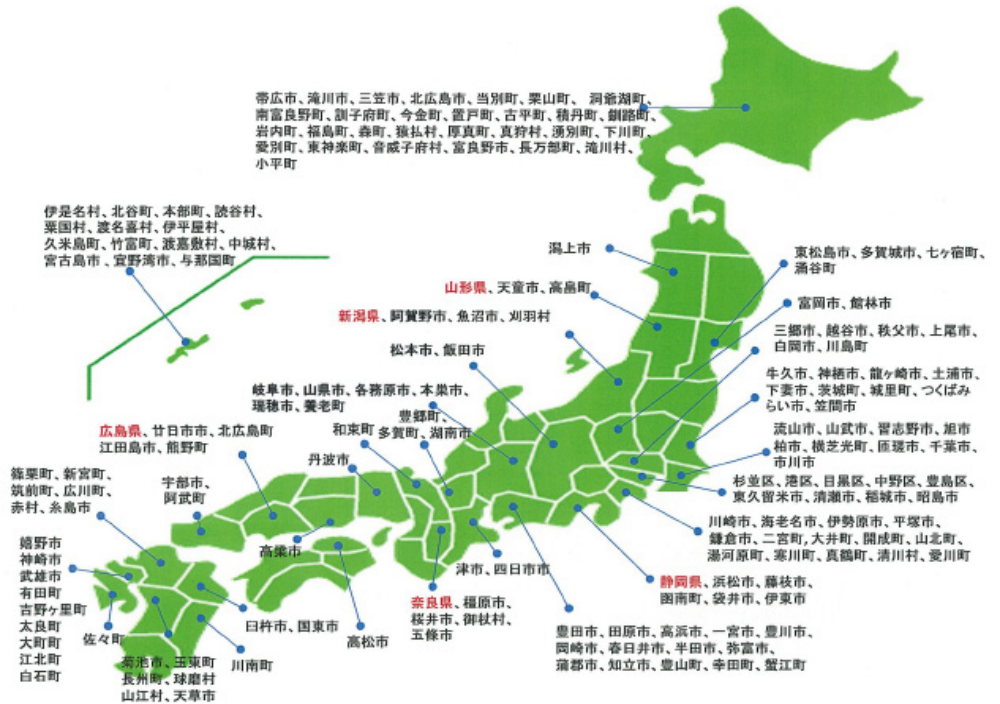 帯広市、滝川市、三笠市、北広島市、当別町、栗山町、 洞爺湖町、
南富良野町、訓子府町、今金町、置戸町、古平町、積丹町、釧路町、
岩内町、福島町、森町、猿払村、厚真町、真狩村、湧別町、下川町、
愛別町、東神楽町、音威子府村、富良野市、長万部町、滝川村、
小平町
伊是名村、北谷町、本部町、読谷村、
粟国村、渡名喜村、伊平屋村、
久米島町、竹富町、渡嘉敷村、中城村、
宮古島市、宜野湾市、与那国町
潟上市
東松島市、多賀城市、七ヶ宿町、
涌谷町
山形県、天童市、高畠町
富岡市、館林市
新潟県、阿賀野市、魚沼市、刈羽村
三郷市、越谷市、秩父市、上尾市、
白岡市、川島町
松本市、飯田市
牛久市、神栖市、龍ヶ崎市、土浦市、
下妻市、茨城町、城里町、つくばみ
らい市、笠間市
岐阜市、山県市、各務原市、本巣市、
瑞穂市、養老町
豊郷町、
多賀町、湖南市
流山市、山武市、習志野市、旭市
柏市、横芝光町、匝瑳市、千葉市、
市川市
広島県、廿日市市、北広島町
江田島市、熊野町
和束町
丹波市
杉並区、港区、目黒区、中野区、豊島区、
東久留米市、清瀬市、稲城市、昭島市
篠栗町、新宮町、
筑前町、広川町、
赤村、糸島市
宇部市、
阿武町
川崎市、海老名市、伊勢原市、平塚市、
鎌倉市、二宮町,大井町、開成町、山北町、
湯河原町、寒川町、真鶴町、清川村、愛川町
嬉野市
神崎市
武雄市
有田町
吉野ヶ里町
太良町
大町町
江北町
白石町
高梁市
津市、四日市市
静岡県、浜松市、藤枝市、
函南町、袋井市、伊東市
奈良県、橿原市、
桜井市、御杖村、
五條市
臼杵市、国東市
高松市
豊田市、田原市、高浜市、一宮市、豊川市、
岡崎市、春日井市、半田市、弥富市、
蒲郡市、知立市、豊山町、幸田町、蟹江町
佐々町
川南町
菊池市、玉東町
長州町、球磨村
山江村、天草市